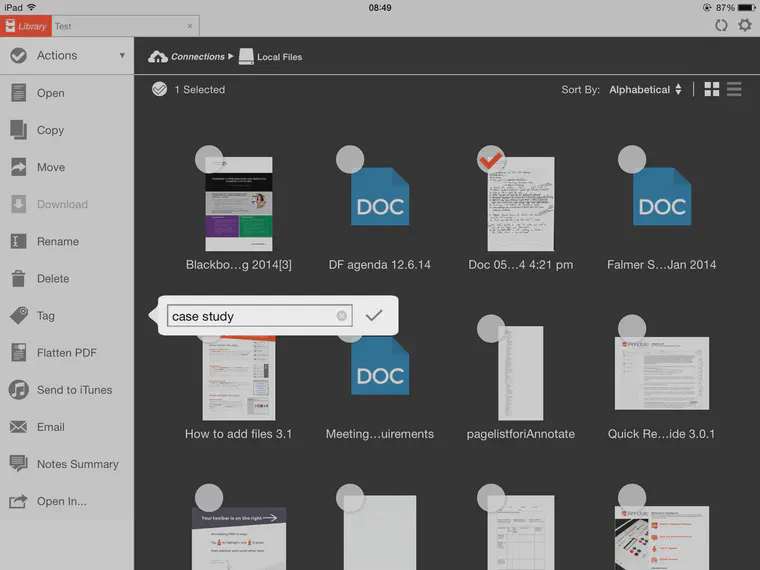 iPad 08:49 87%
Library Test ×
Actions
Connections Local Files
1 Selected Sort By: Alphabetical
Open
Copy
Move
Download
Rename
Delete
Tag
Flatten PDF
Send to iTunes
Email
Notes Summary
Open In...
DOC
DOC
Blackbo...g 2014[3]
DF agenda 12.6.14
Doc 05...4 4:21 pm
Falmer S...Jan 2014
case study
DOC
How to add files 3.1
Meeting...uirements
pagelistforiAnnotate
Quick Re...ide 3.0.1
Your toolbar is on the right